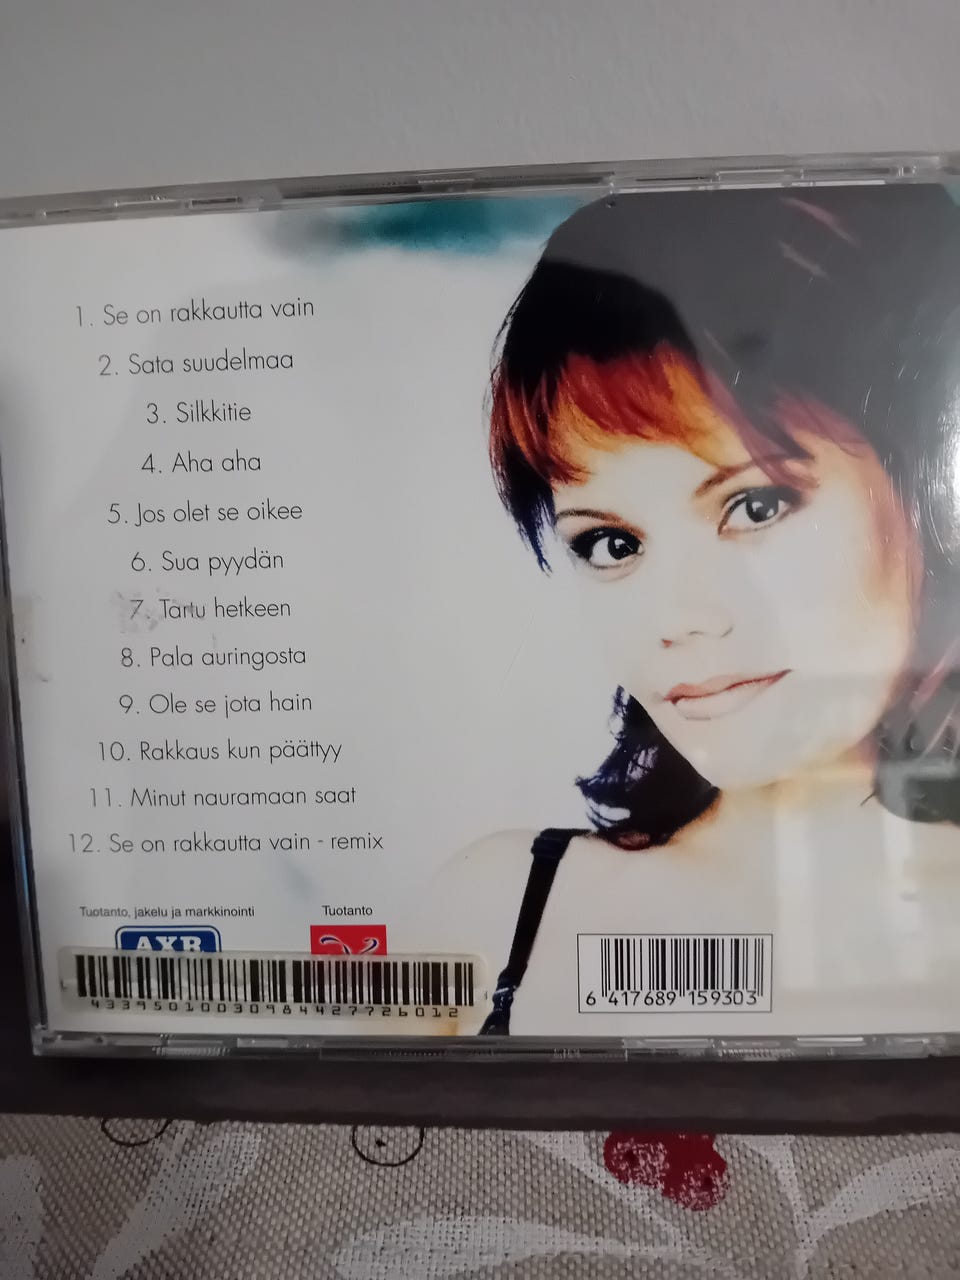 1. Se on rakkautta vain
2. Sata suudelmaa
3. Silkkitie
4. Aha aha
5. Jos olet se oikee
6. Sua pyydän
7. Tartu hetkeen
8. Pala auringosta
9. Ole se jota hain
10. Rakkaus kun päättyy
11. Minut nauramaan saat
12. Se on rakkautta vain - remix
Tuotanto, jakelu ja markkinointi
Tuotanto
AXR
43395010030984427726012
6 417689 159303